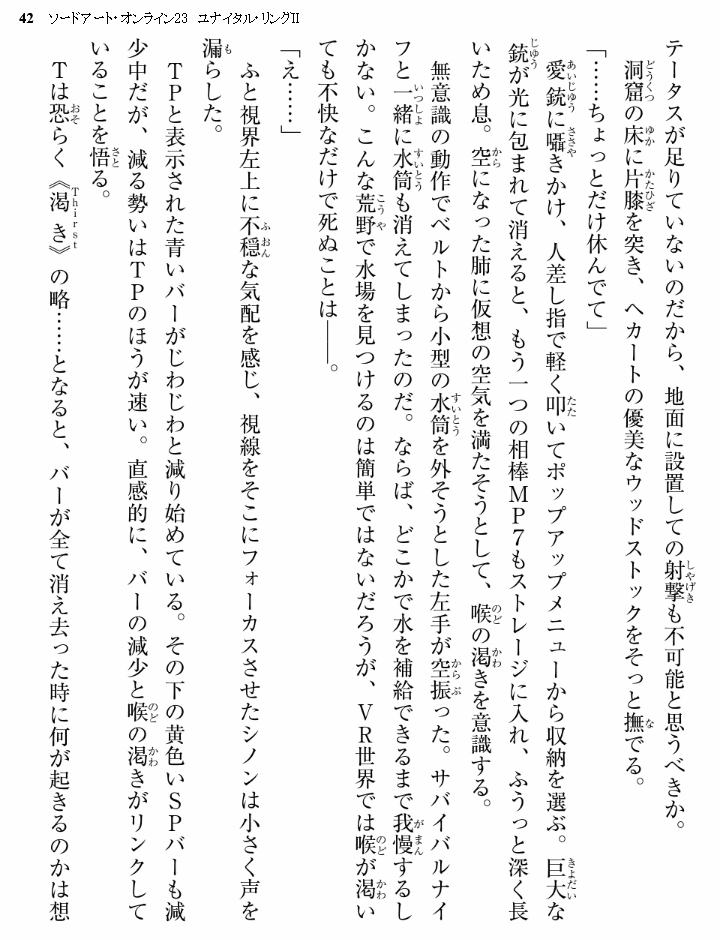 42 ソードアート・オンライン23 ユナイタル・リングⅡ
テータスが足りていないのだから、地面に設置しての射撃も不可能と思うべきか。
洞窟の床に片膝を突き、ヘカートの優美なウッドストックをそっと撫でる。
「……ちょっとだけ休んでて」
愛銃に囁きかけ、人差し指で軽く叩いてポップアップメニューから収納を選ぶ。巨大な
銃が光に包まれて消えると、もう一つの相棒ＭＰ７もストレージに入れ、ふうっと深く長
いため息。空になった肺に仮想の空気を満たそうとして、喉の渇きを意識する。
無意識の動作でベルトから小型の水筒を外そうとした左手が空振った。サバイバルナイ
フと一緒に水筒も消えてしまったのだ。ならば、どこかで水を補給できるまで我慢するし
かない。こんな荒野で水場を見つけるのは簡単ではないだろうが、ＶＲ世界では喉が渇い
ても不快なだけで死ぬことは――。
「え……」
ふと視界左上に不穏な気配を感じ、視線をそこにフォーカスさせたシノンは小さく声を
漏らした。
ＴＰと表示された青いバーがじわじわと減り始めている。その下の黄色いＳＰバーも減
少中だが、減る勢いはＴＰのほうが速い。直感的に、バーの減少と喉の渇きがリンクして
いることを悟る。
Ｔは恐らく《渇き》の略……となると、バーが全て消え去った時に何が起きるのかは想